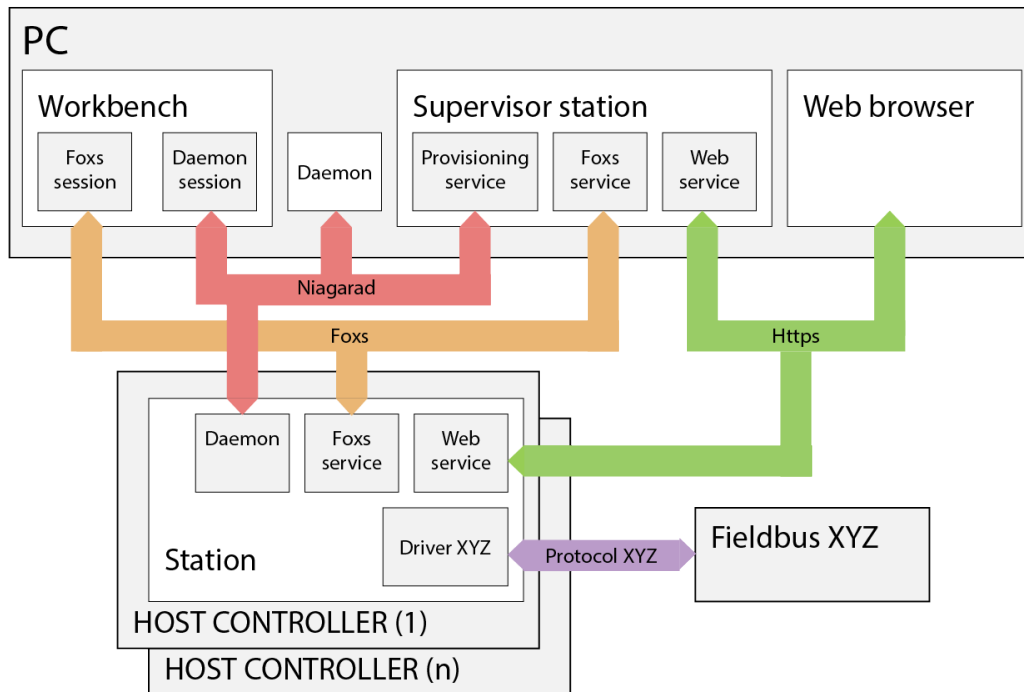 PC
Workbench
Foxs
session
Daemon
session
Daemon
Supervisor station
Provisioning
service
Foxs
service
Web
service
Web browser
Niagarad
Foxs
Https
Daemon
Foxs
service
Web
service
Station
Driver XYZ
Protocol XYZ
Fieldbus XYZ
HOST CONTROLLER (1)
HOST CONTROLLER (n)